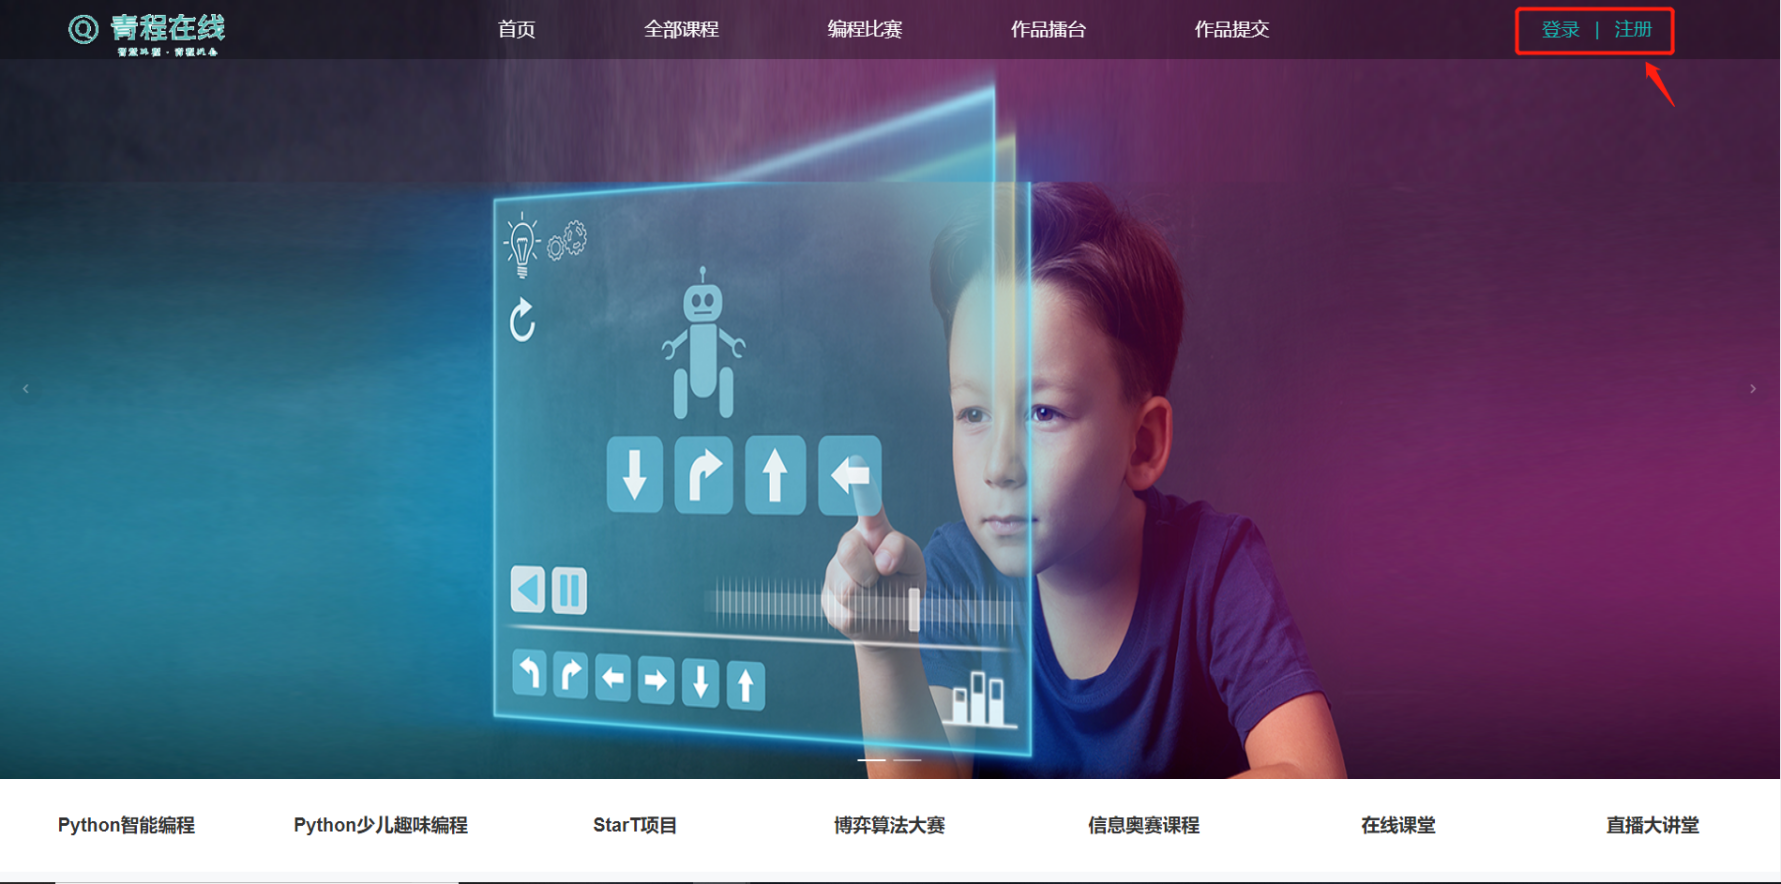 青程在线
首页
全部课程
编程比赛
作品擂台
作品提交
登录 | 注册
Python智能编程
Python少儿趣味编程
StarT项目
博弈算法大赛
信息奥赛课程
在线课堂
直播大讲堂